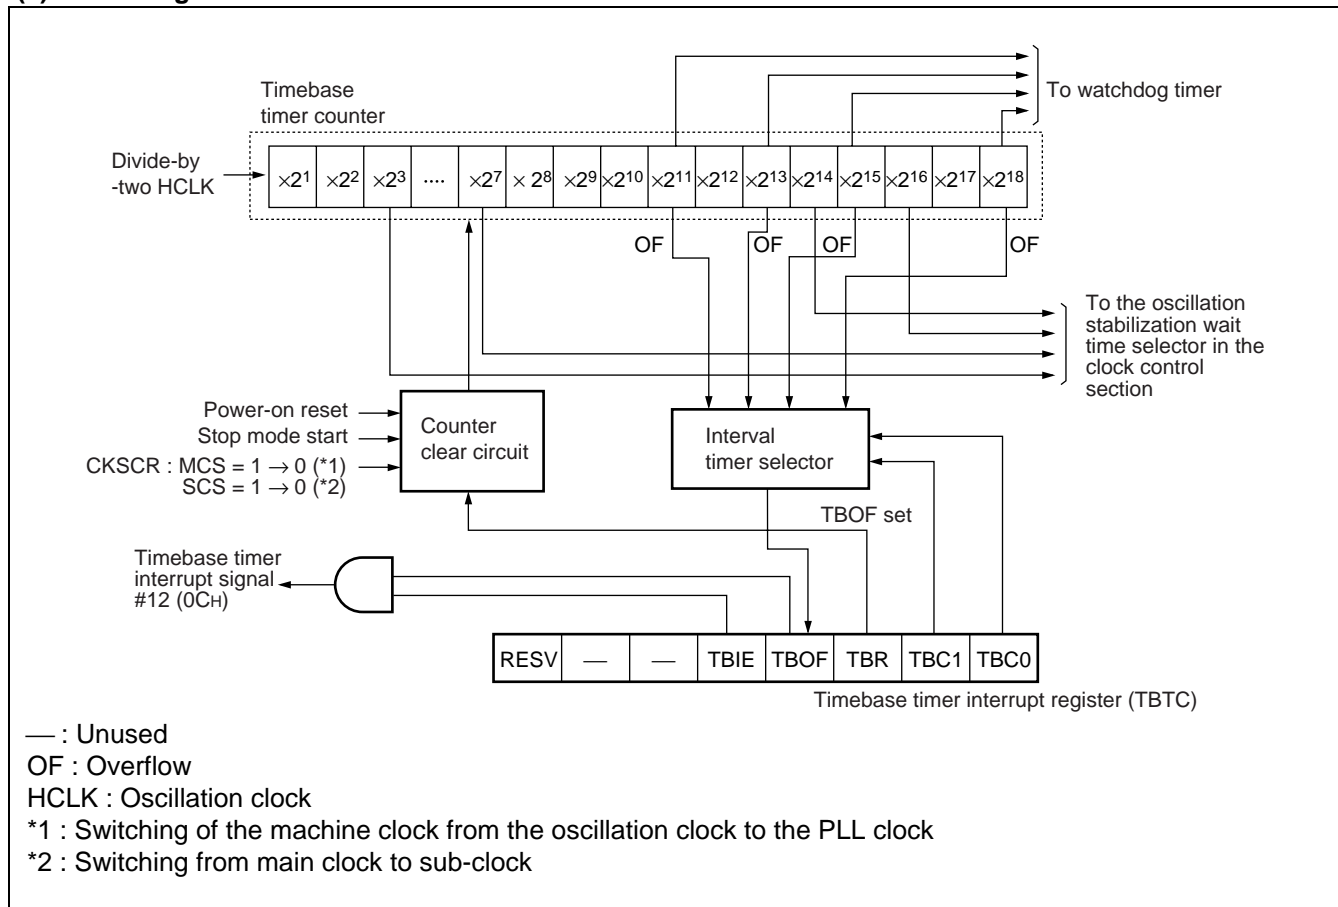 Timebase
timer counter
To watchdog timer
Divide-by
-two HCLK
×2¹ ×2² ×2³ .... ×2⁷ × 2⁸ ×2⁹ ×2¹⁰ ×2¹¹ ×2¹² ×2¹³ ×2¹⁴ ×2¹⁵ ×2¹⁶ ×2¹⁷ ×2¹⁸
OF OF OF OF
To the oscillation
stabilization wait
time selector in the
clock control
section
Power-on reset
Stop mode start
CKSCR : MCS = 1 → 0 (*1)
SCS = 1 → 0 (*2)
Counter
clear circuit
Interval
timer selector
TBOF set
Timebase timer
interrupt signal
#12 (0CH)
RESV — — TBIE TBOF TBR TBC1 TBC0
Timebase timer interrupt register (TBTC)
— : Unused
OF : Overflow
HCLK : Oscillation clock
*1 : Switching of the machine clock from the oscillation clock to the PLL clock
*2 : Switching from main clock to sub-clock